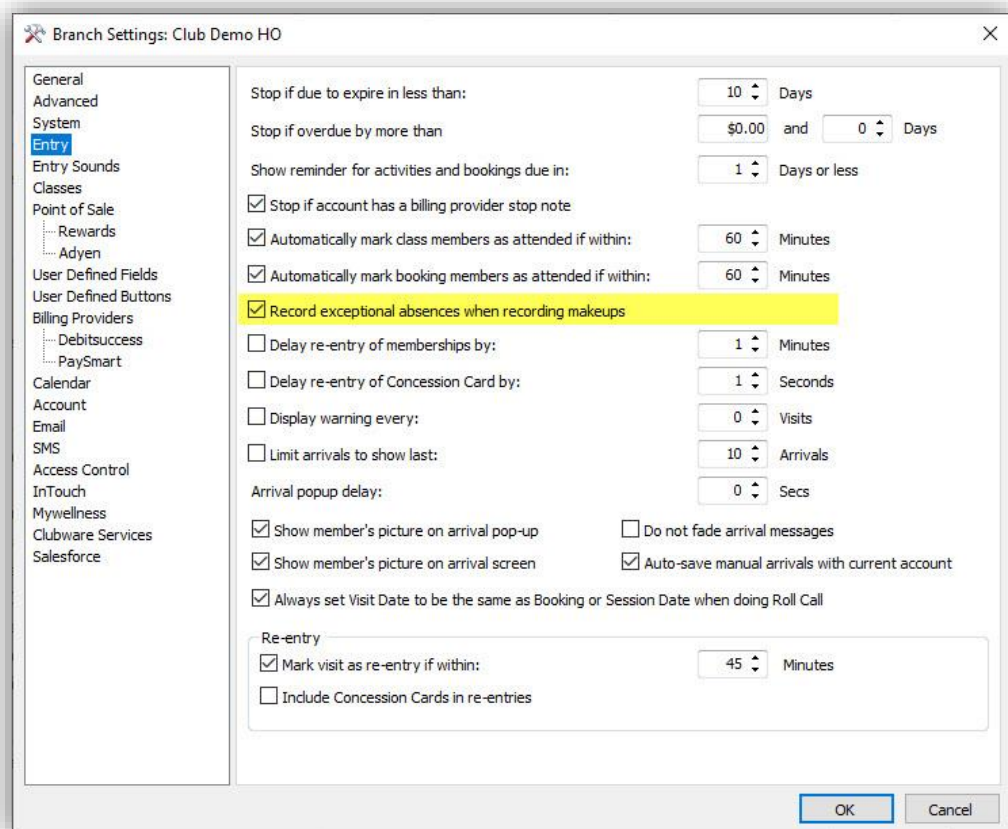 Branch Settings: Club Demo HO
General
Advanced
System
Entry
Entry Sounds
Classes
Point of Sale
Rewards
Adyen
User Defined Fields
User Defined Buttons
Billing Providers
Debitsuccess
PaySmart
Calendar
Account
Email
SMS
Access Control
InTouch
Mywellness
Clubware Services
Salesforce
Stop if due to expire in less than: 10 Days
Stop if overdue by more than $0.00 and 0 Days
Show reminder for activities and bookings due in: 1 Days or less
Stop if account has a billing provider stop note
Automatically mark class members as attended if within: 60 Minutes
Automatically mark booking members as attended if within: 60 Minutes
Record exceptional absences when recording makeups
Delay re-entry of memberships by: 1 Minutes
Delay re-entry of Concession Card by: 1 Seconds
Display warning every: 0 Visits
Limit arrivals to show last: 10 Arrivals
Arrival popup delay: 0 Secs
Show member's picture on arrival pop-up Do not fade arrival messages
Show member's picture on arrival screen Auto-save manual arrivals with current account
Always set Visit Date to be the same as Booking or Session Date when doing Roll Call
Re-entry
Mark visit as re-entry if within: 45 Minutes
Include Concession Cards in re-entries
OK Cancel